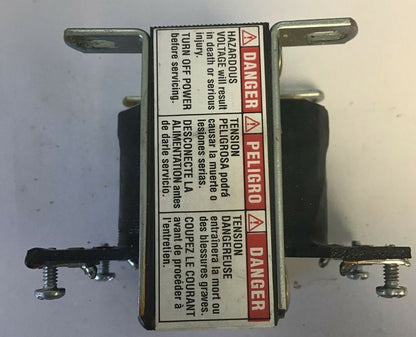 DANGER
HAZARDOUS
VOLTAGE will result
in death or serious
injury.
TURN OFF POWER
before servicing.
PELIGRO
TENSION
PELIGROSA podrá
causar la muerte o
lesiones serias.
DESCONECTE LA
ALIMENTATION antes
de darle servicio.
DANGER
TENSION
DANGEREUSE
entraînera la mort ou
des blessures graves.
COUPEZ LE COURANT
avant de procéder à
l'entretien.